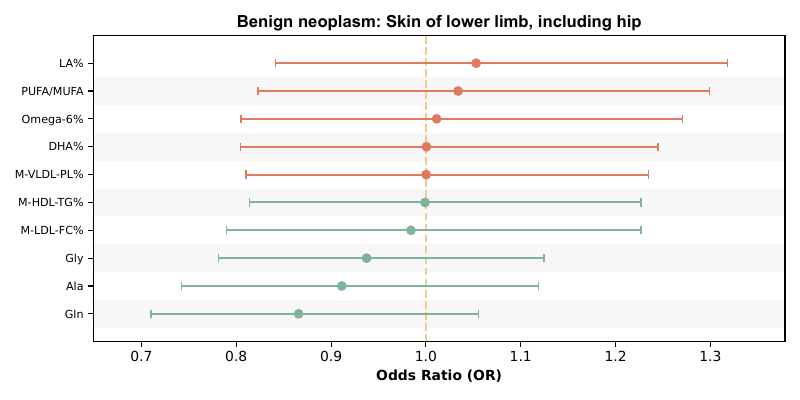 Benign neoplasm: Skin of lower limb, including hip
LA%
PUFA/MUFA
Omega-6%
DHA%
M-VLDL-PL%
M-HDL-TG%
M-LDL-FC%
Gly
Ala
Gln
0.7 0.8 0.9 1.0 1.1 1.2 1.3
Odds Ratio (OR)